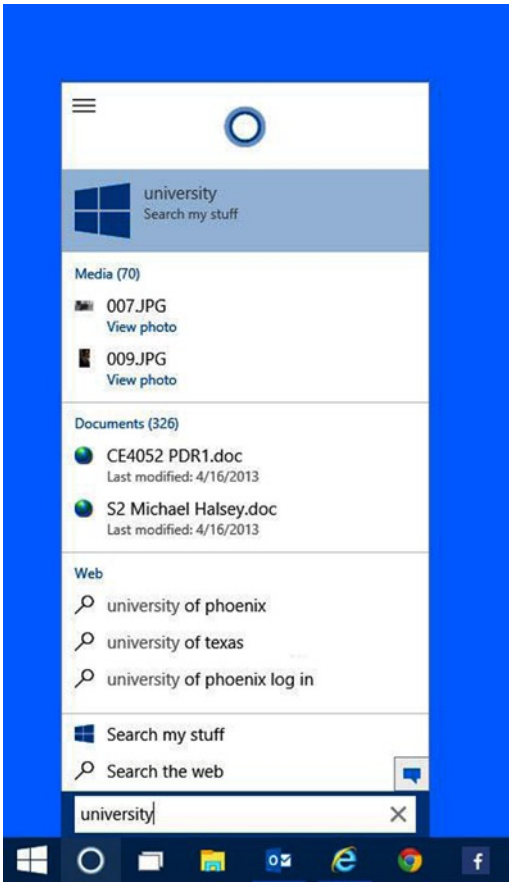 university
Search my stuff
Media (70)
007.JPG
View photo
009.JPG
View photo
Documents (326)
CE4052 PDR1.doc
Last modified: 4/16/2013
S2 Michael Halsey.doc
Last modified: 4/16/2013
Web
university of phoenix
university of texas
university of phoenix log in
Search my stuff
Search the web
university